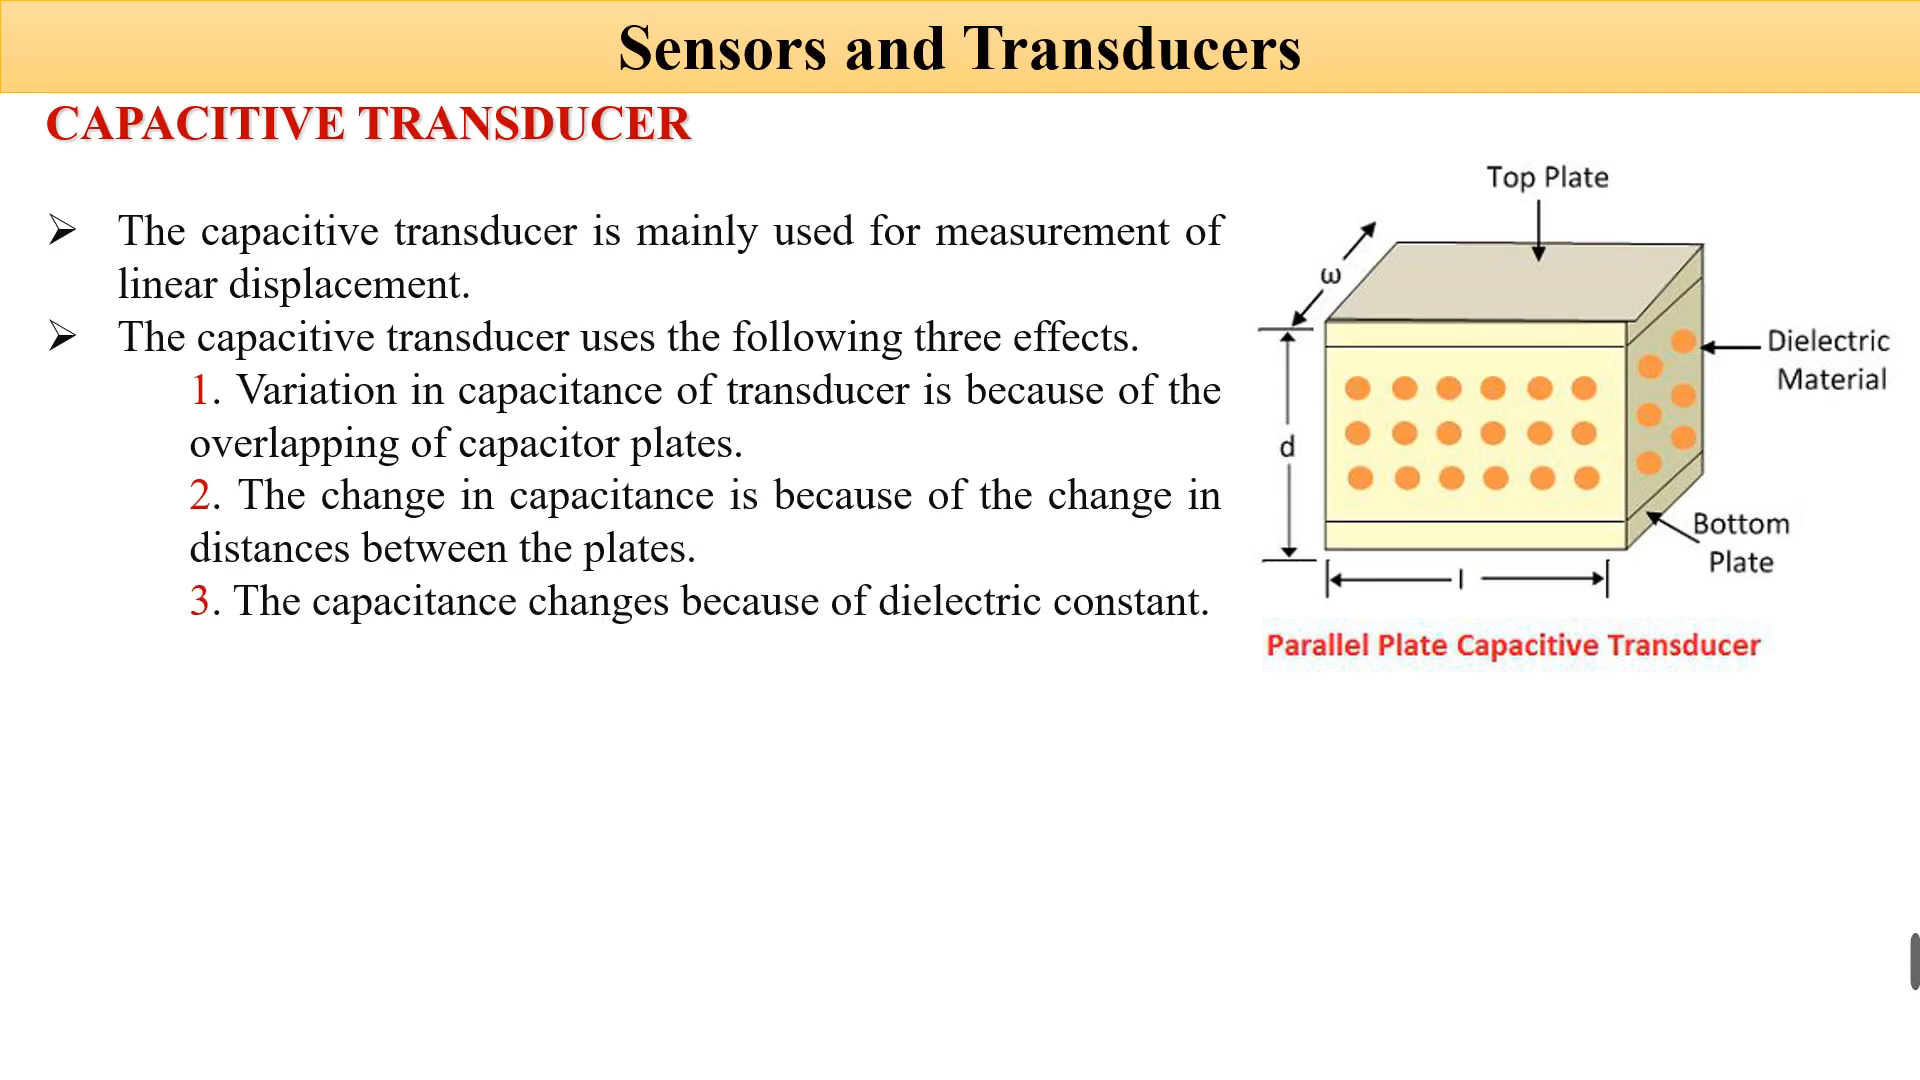 Sensors and Transducers
CAPACITIVE TRANSDUCER
➢ The capacitive transducer is mainly used for measurement of
linear displacement.
➢ The capacitive transducer uses the following three effects.
1. Variation in capacitance of transducer is because of the
overlapping of capacitor plates.
2. The change in capacitance is because of the change in
distances between the plates.
3. The capacitance changes because of dielectric constant.
Top Plate
ω
Dielectric
Material
d
Bottom
Plate
l
Parallel Plate Capacitive Transducer